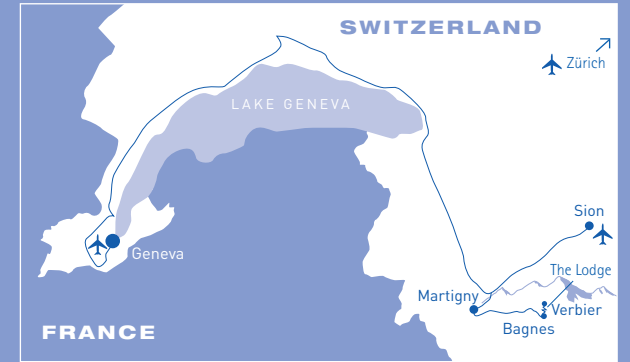 SWITZERLAND
Zürich
LAKE GENEVA
Sion
Geneva
The Lodge
Martigny
Verbier
Bagnes
FRANCE